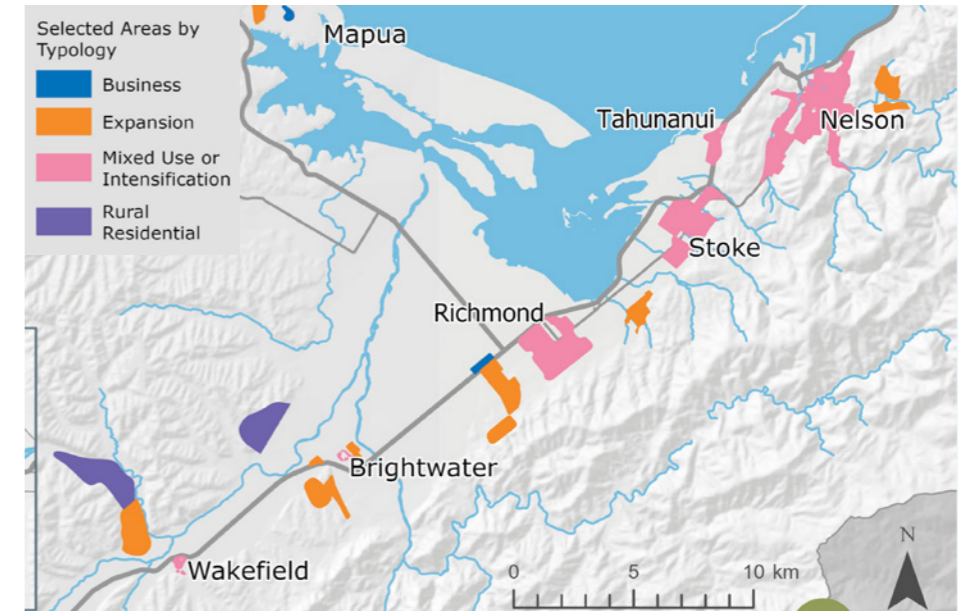 Selected Areas by
Typology
Business
Expansion
Mixed Use or
Intensification
Rural
Residential
Mapua
Tahunanui
Nelson
Stoke
Richmond
Brightwater
Wakefield
N
0 5 10 km